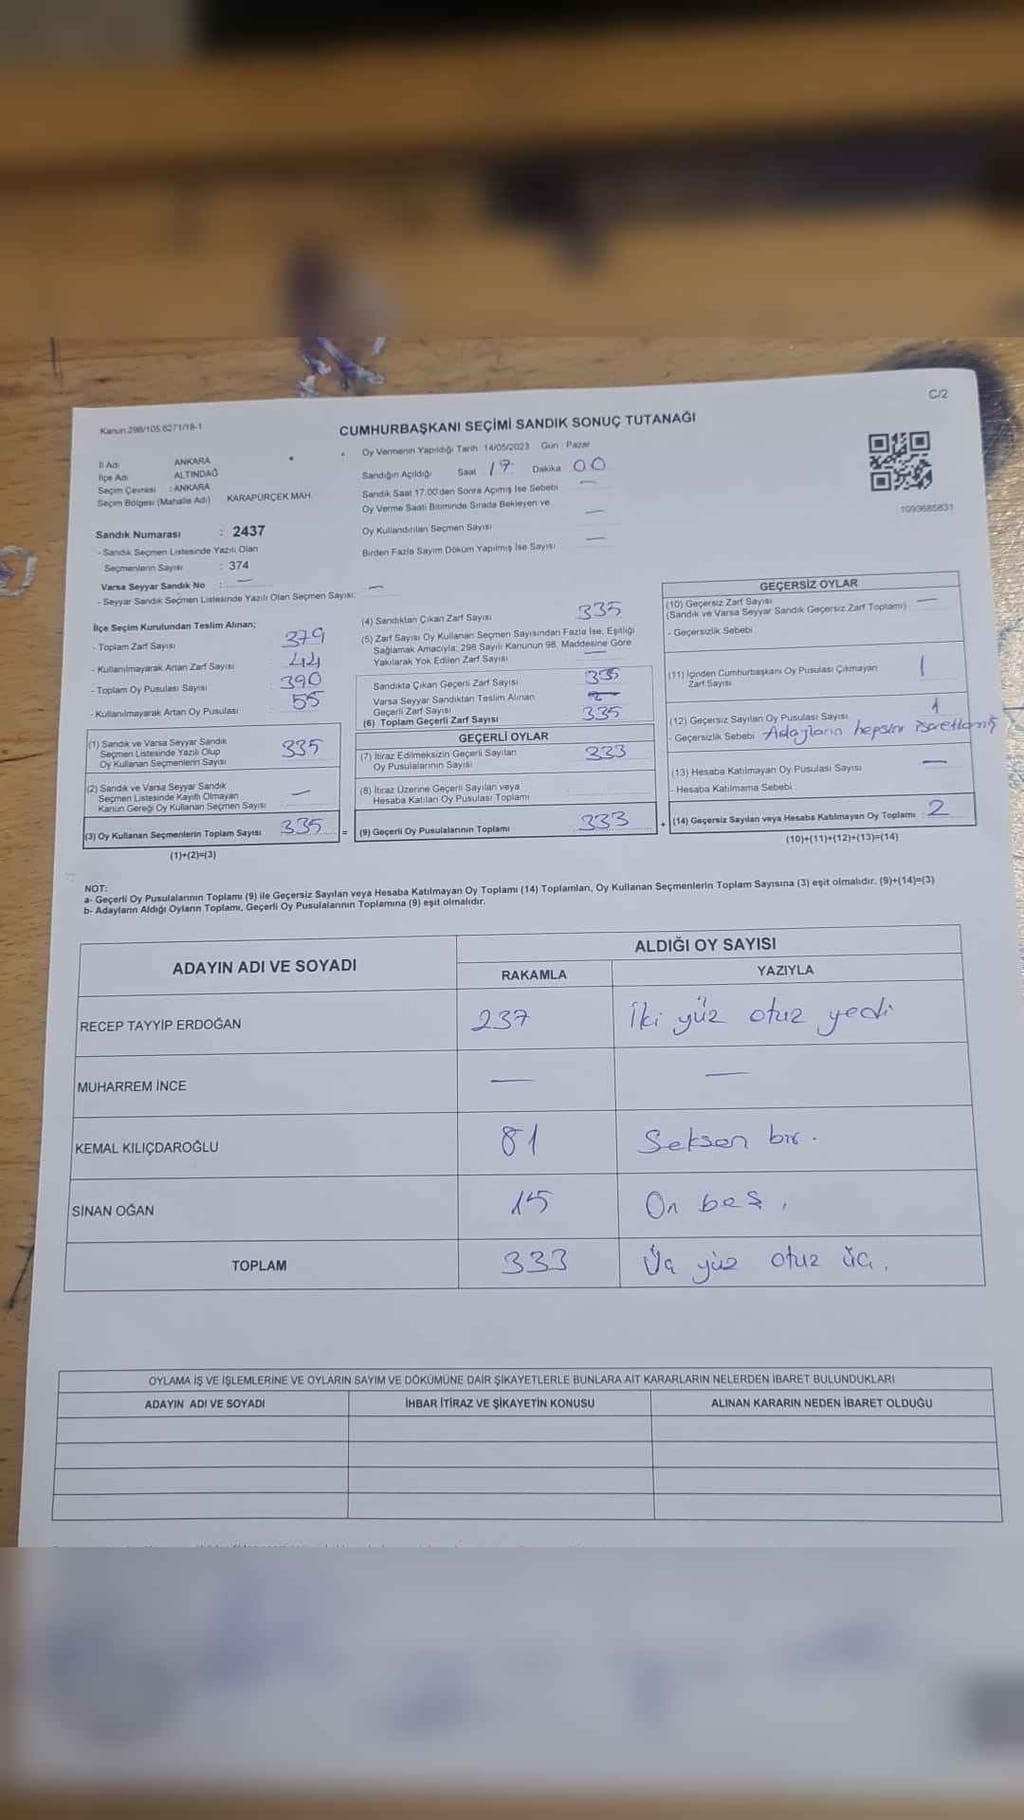 C/2
Kanun:298/105,6271/18-1
CUMHURBAŞKANI SEÇİMİ SANDIK SONUÇ TUTANAĞI
Oy Vermenin Yapıldığı Tarih 14/05/2023 Gün : Pazar
İl Adı ANKARA
İlçe Adı ALTINDAĞ
Seçim Çevresi : ANKARA
Seçim Bölgesi (Mahalle Adı) KARAPÜRÇEK MAH.
Sandığın Açıldığı Saat 17 Dakika 00
Sandık Saat 17.00'den Sonra Açımış İse Sebebi —
Oy Verme Saati Bitiminde Sırada Bekleyen ve
Oy Kullandırılan Seçmen Sayısı —
Birden Fazla Sayım Döküm Yapılmış İse Sayısı —
1093685831
Sandık Numarası : 2437
- Sandık Seçmen Listesinde Yazılı Olan
Seçmenlerin Sayısı : 374
Varsa Seyyar Sandık No : —
- Seyyar Sandık Seçmen Listesinde Yazılı Olan Seçmen Sayısı: —
İlçe Seçim Kurulundan Teslim Alınan;
- Toplam Zarf Sayısı 379
- Kullanılmayarak Artan Zarf Sayısı 44
- Toplam Oy Pusulası Sayısı 390
- Kullanılmayarak Artan Oy Pusulası 55
(1) Sandık ve Varsa Seyyar Sandık
Seçmen Listesinde Yazılı Olup
Oy Kullanan Seçmenlerin Sayısı 335
(2) Sandık ve Varsa Seyyar Sandık
Seçmen Listesinde Kayıtlı Olmayan
Kanun Gereği Oy Kullanan Seçmen Sayısı —
(3) Oy Kullanan Seçmenlerin Toplam Sayısı 335
(1)+(2)=(3)
(4) Sandıktan Çıkan Zarf Sayısı 335
(5) Zarf Sayısı Oy Kullanan Seçmen Sayısından Fazla İse, Eşitliği
Sağlamak Amacıyla; 298 Sayılı Kanunun 98. Maddesine Göre
Yakılarak Yok Edilen Zarf Sayısı —
Sandıkta Çıkan Geçerli Zarf Sayısı 335
Varsa Seyyar Sandıktan Teslim Alınan
Geçerli Zarf Sayısı
(6) Toplam Geçerli Zarf Sayısı 335
GEÇERLİ OYLAR
(7) İtiraz Edilmeksizin Geçerli Sayılan
Oy Pusulalarının Sayısı 333
(8) İtiraz Üzerine Geçerli Sayılan veya
Hesaba Katılan Oy Pusulası Toplamı
= (9) Geçerli Oy Pusulalarının Toplamı 333
GEÇERSİZ OYLAR
(10) Geçersiz Zarf Sayısı —
(Sandık ve Varsa Seyyar Sandık Geçersiz Zarf Toplamı)
- Geçersizlik Sebebi
(11) İçinden Cumhurbaşkanı Oy Pusulası Çıkmayan
Zarf Sayısı 1
(12) Geçersiz Sayılan Oy Pusulası Sayısı 1
- Geçersizlik Sebebi Adayların hepsini işaretlemiş
(13) Hesaba Katılmayan Oy Pusulası Sayısı —
- Hesaba Katılmama Sebebi :
+ (14) Geçersiz Sayılan veya Hesaba Katılmayan Oy Toplamı 2
(10)+(11)+(12)+(13)=(14)
NOT:
a- Geçerli Oy Pusulalarının Toplamı (9) ile Geçersiz Sayılan veya Hesaba Katılmayan Oy Toplamı (14) Toplamları, Oy Kullanan Seçmenlerin Toplam Sayısına (3) eşit olmalıdır. (9)+(14)=(3)
b- Adayların Aldığı Oyların Toplamı, Geçerli Oy Pusulalarının Toplamına (9) eşit olmalıdır.
ADAYIN ADI VE SOYADI ALDIĞI OY SAYISI
RAKAMLA YAZIYLA
RECEP TAYYİP ERDOĞAN 237 İki yüz otuz yedi
MUHARREM İNCE — —
KEMAL KILIÇDAROĞLU 81 Seksen bir.
SİNAN OĞAN 15 On beş.
TOPLAM 333 Üç yüz otuz üç.
OYLAMA İŞ VE İŞLEMLERİNE VE OYLARIN SAYIM VE DÖKÜMÜNE DAİR ŞİKAYETLERLE BUNLARA AİT KARARLARIN NELERDEN İBARET BULUNDUKLARI
ADAYIN ADI VE SOYADI İHBAR İTİRAZ VE ŞİKAYETİN KONUSU ALINAN KARARIN NEDEN İBARET OLDUĞU